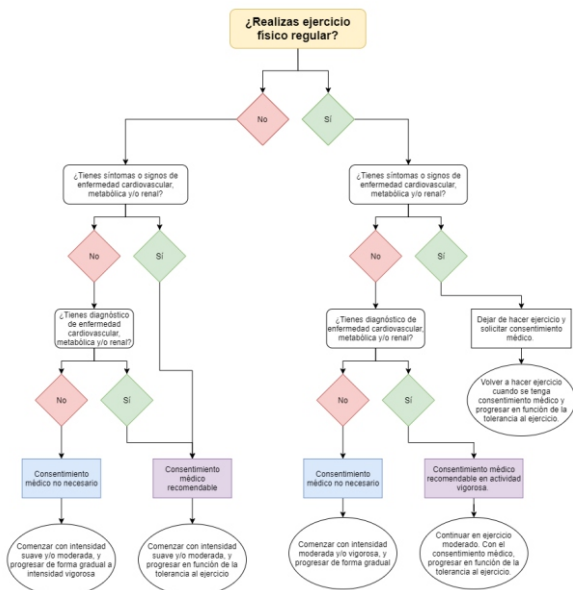 ¿Realizas ejercicio
físico regular?
No
Sí
¿Tienes síntomas o signos de
enfermedad cardiovascular,
metabólica y/o renal?
¿Tienes síntomas o signos de
enfermedad cardiovascular,
metabólica y/o renal?
No
Sí
No
Sí
¿Tienes diagnóstico
de enfermedad
cardiovascular,
metabólica y/o renal?
¿Tienes diagnóstico de
enfermedad cardiovascular,
metabólica y/o renal?
Dejar de hacer ejercicio y
solicitar consentimiento
médico.
No
Sí
No
Sí
Volver a hacer ejercicio
cuando se tenga
consentimiento médico y
progresar en función de la
tolerancia al ejercicio.
Consentimiento
médico no necesario
Consentimiento
médico
recomendable
Consentimiento
médico no necesario
Consentimiento médico
recomendable en actividad
vigorosa.
Comenzar con intensidad
suave y/o moderada, y
progresar de forma gradual a
intensidad vigorosa
Comenzar con intensidad
suave y/o moderada, y
progresar en función de la
tolerancia al ejercicio
Comenzar con intensidad
moderada y/o vigorosa, y
progresar de forma gradual
Continuar en ejercicio
moderado. Con el
consentimiento médico,
progresar en función de la
tolerancia al ejercicio.